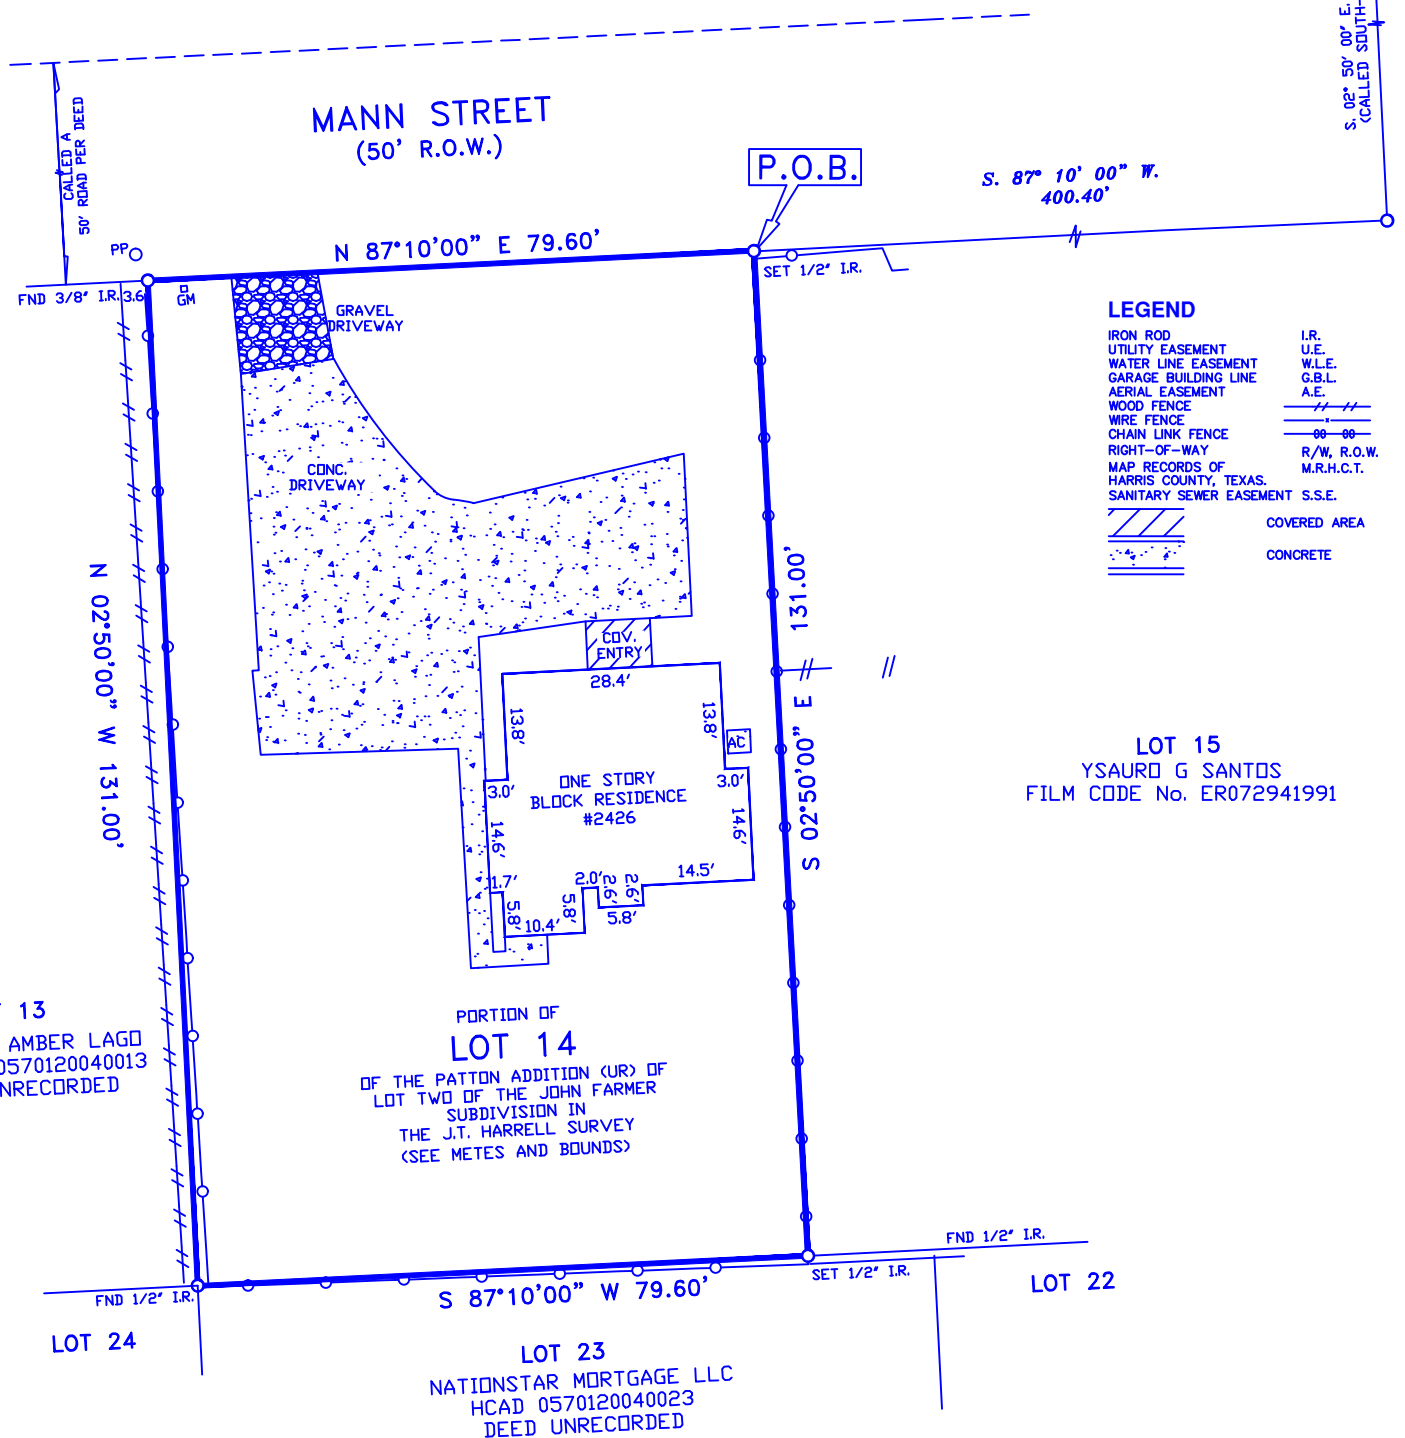 S. 02° 50' 00" E.
(CALLED SOUTH-
CALLED A
50' ROAD PER DEED
MANN STREET
(50' R.O.W.)
P.O.B.
S. 87° 10' 00" W.
400.40'
PP
N 87°10'00" E 79.60'
SET 1/2" I.R.
FND 3/8" I.R.
3.6
GM
GRAVEL
DRIVEWAY
LEGEND
IRON ROD I.R.
UTILITY EASEMENT U.E.
WATER LINE EASEMENT W.L.E.
GARAGE BUILDING LINE G.B.L.
AERIAL EASEMENT A.E.
WOOD FENCE
WIRE FENCE
CHAIN LINK FENCE
RIGHT-OF-WAY R/W, R.O.W.
MAP RECORDS OF M.R.H.C.T.
HARRIS COUNTY, TEXAS.
SANITARY SEWER EASEMENT S.S.E.
COVERED AREA
CONCRETE
CONC.
DRIVEWAY
N 02°50'00" W 131.00'
S 02°50'00" E 131.00'
COV.
ENTRY
28.4'
13.8'
13.8'
AC
3.0'
3.0'
ONE STORY
BLOCK RESIDENCE
#2426
14.6'
14.6'
1.7'
2.0'
2.6'
2.6'
14.5'
5.8'
5.8'
10.4'
5.8'
LOT 15
YSAURO G SANTOS
FILM CODE No. ER072941991
13
AMBER LAGO
0570120040013
NRECORDED
PORTION OF
LOT 14
OF THE PATTON ADDITION (UR) OF
LOT TWO OF THE JOHN FARMER
SUBDIVISION IN
THE J.T. HARRELL SURVEY
(SEE METES AND BOUNDS)
FND 1/2" I.R.
SET 1/2" I.R.
LOT 22
FND 1/2" I.R.
S 87°10'00" W 79.60'
LOT 24
LOT 23
NATIONSTAR MORTGAGE LLC
HCAD 0570120040023
DEED UNRECORDED